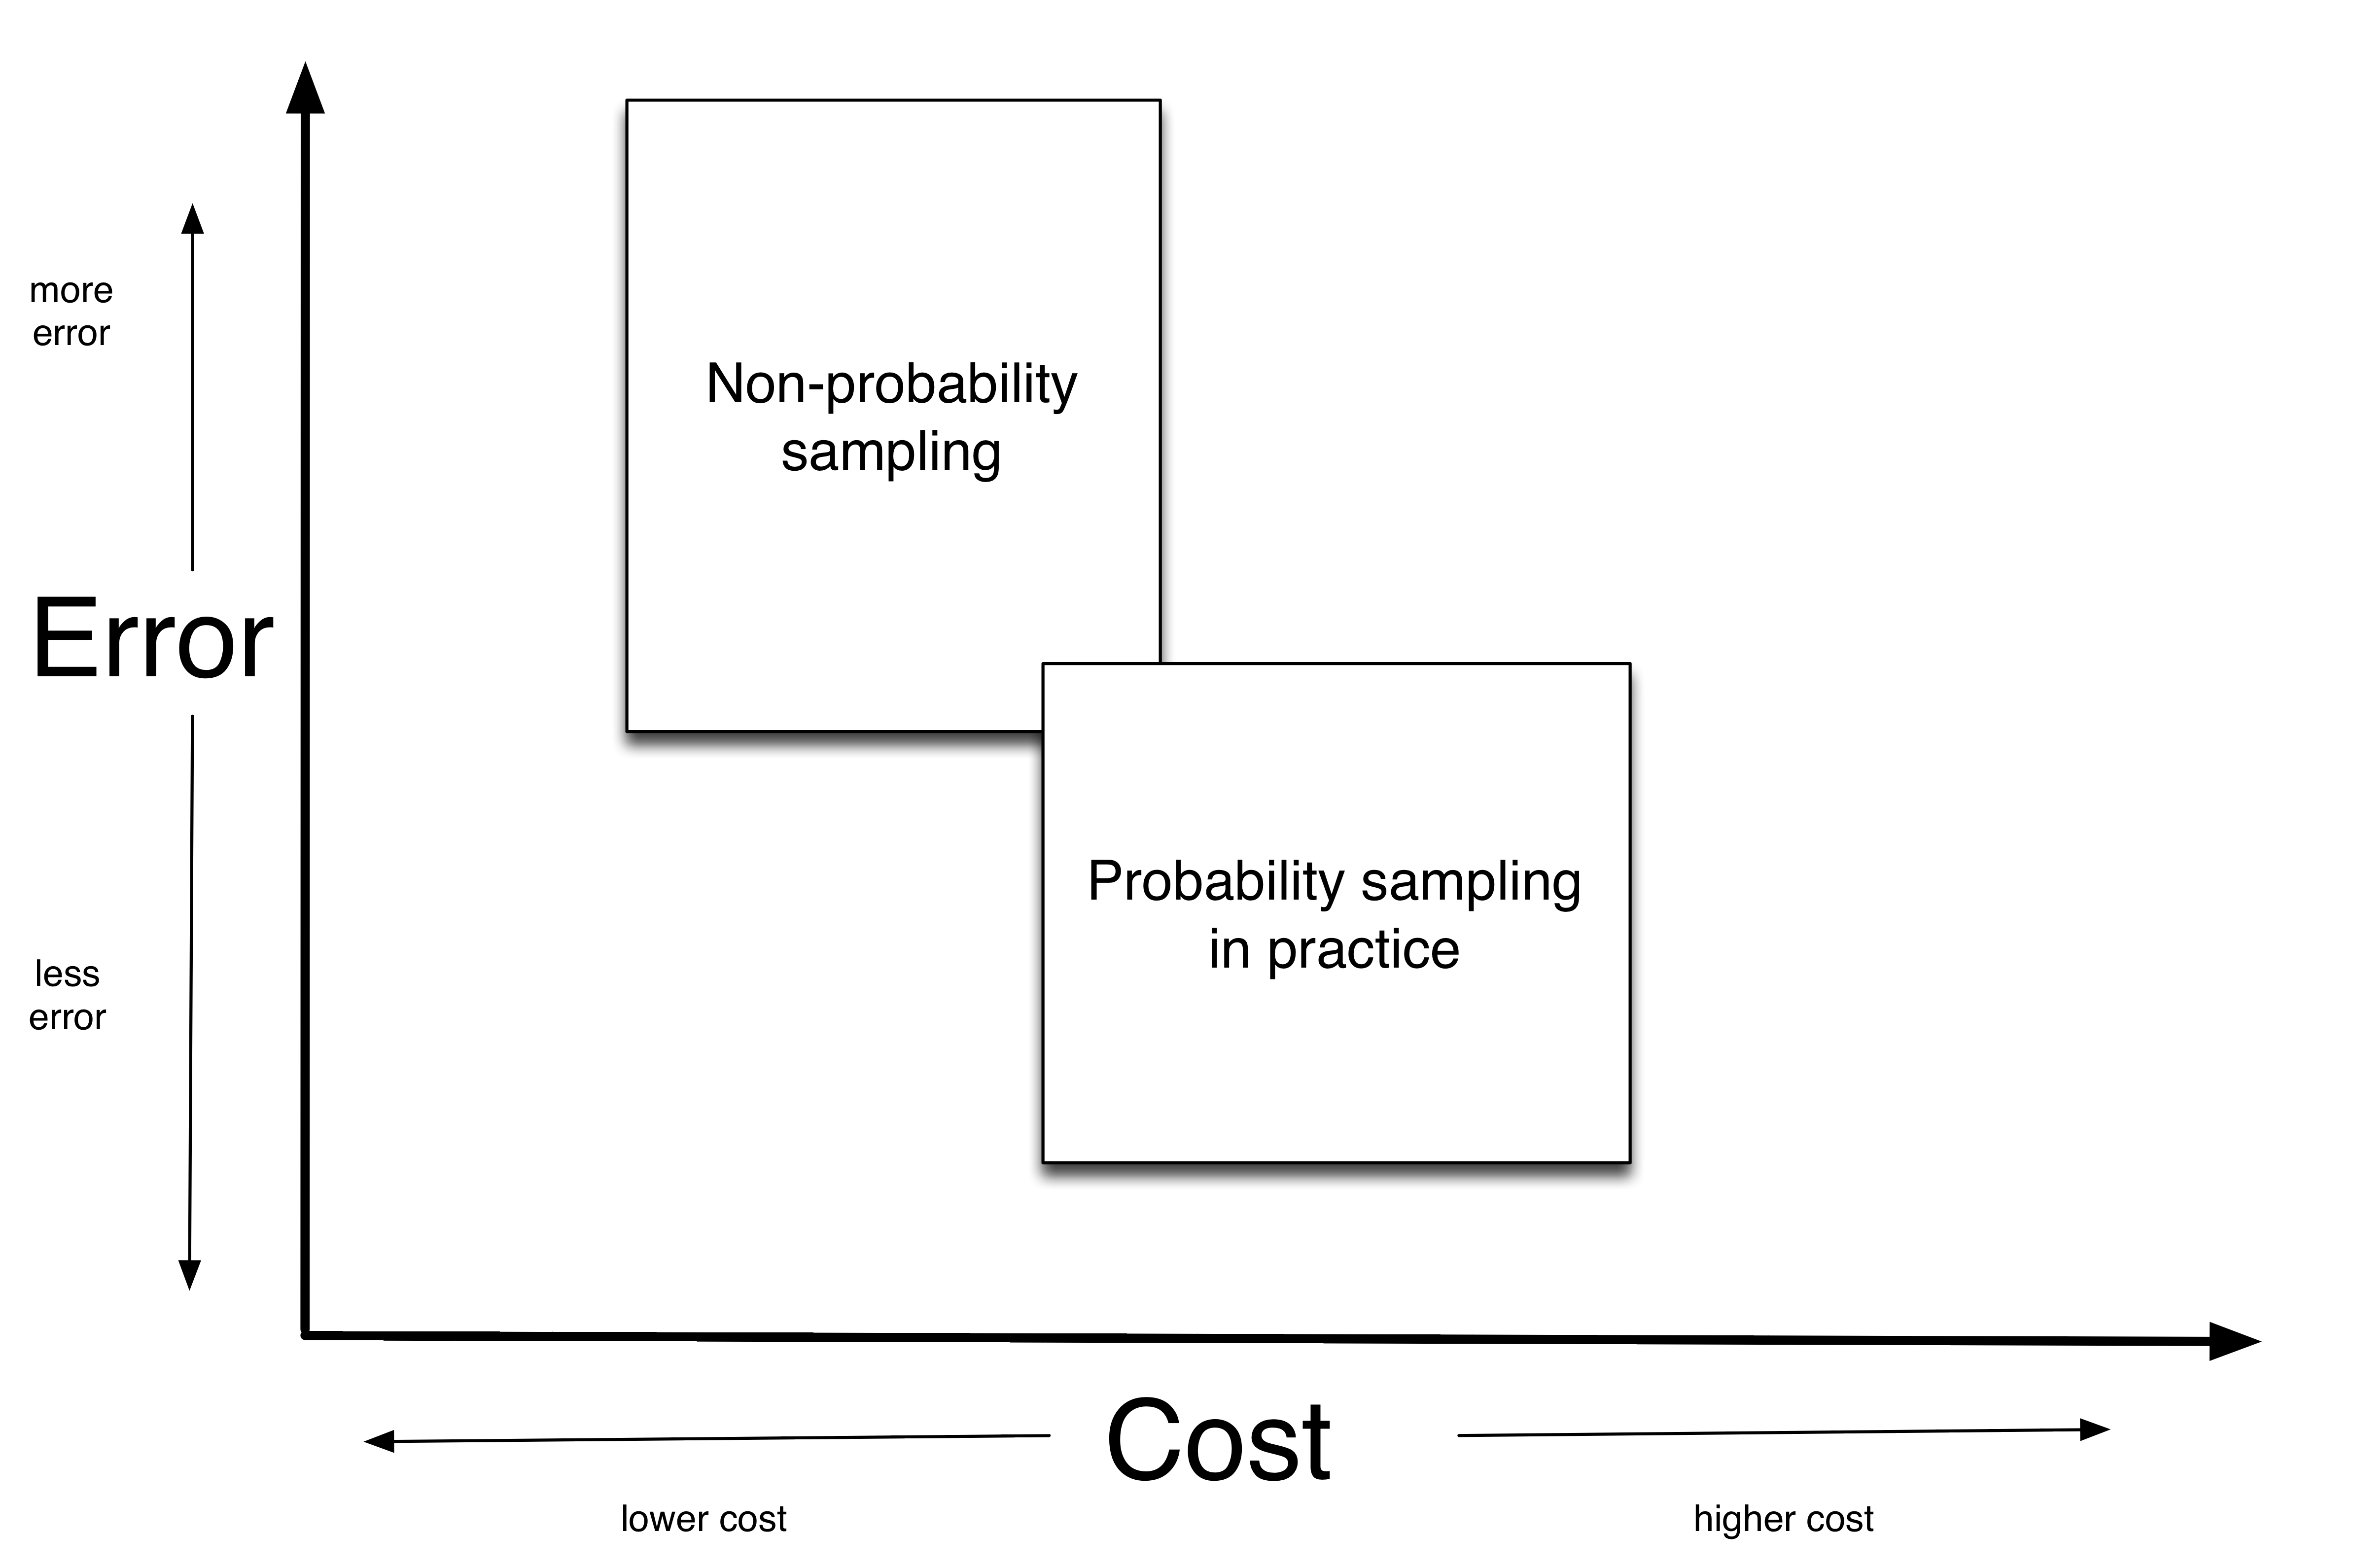 more
error
Non-probability
sampling
Error
Probability sampling
in practice
less
error
Cost
lower cost
higher cost